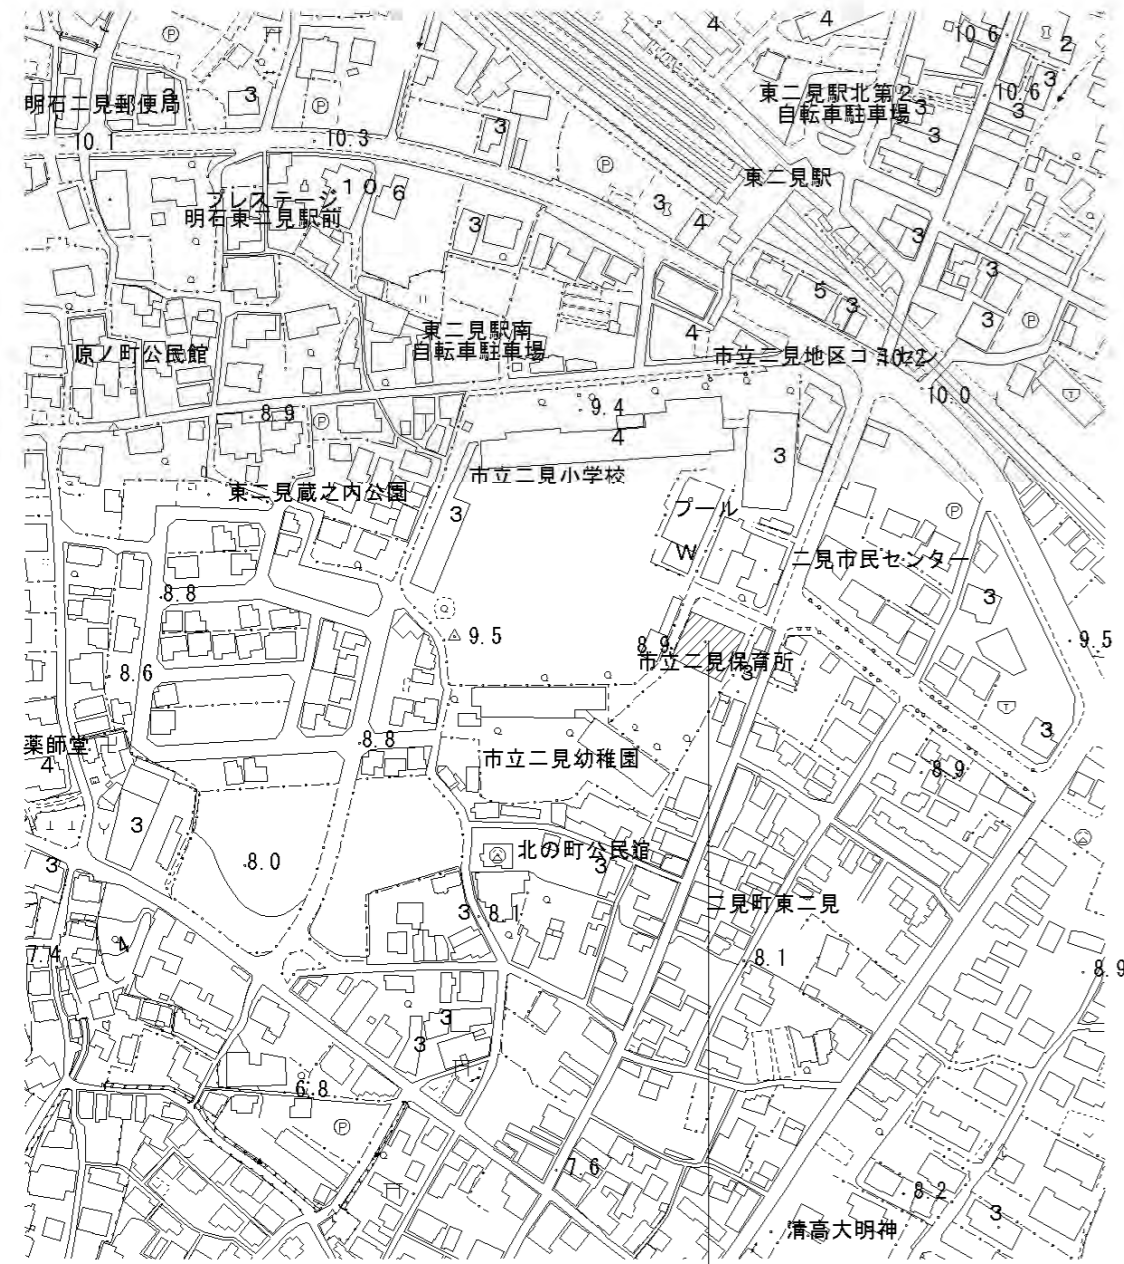 4
4
10.6
2
3
3
10.6
明石二見郵便局
3
3
P
P
東二見駅北第2
自転車駐車場
3
3
3
10.1
10.3
3
P
東二見駅
プレステージ
明石東二見駅前
10
6
3
3
4
3
3
5
3
3
P
東二見駅南
自転車駐車場
4
原ノ町公民館
市立二見地区コミセン
10.2
10.0
T
8.9
P
9.4
4
3
市立二見小学校
東二見蔵之内公園
3
プール
P
W
二見市民センター
8.8
3
9.5
8.9
9.5
市立二見保育所
3
8.6
T
3
薬師堂
4
8.8
市立二見幼稚園
8.9
3
8.0
北の町公民館
3
3
3
8.1
二見町東二見
7.4
4
8.1
8.9
3
3
6.8
P
7.6
8.2
3
清高大明神